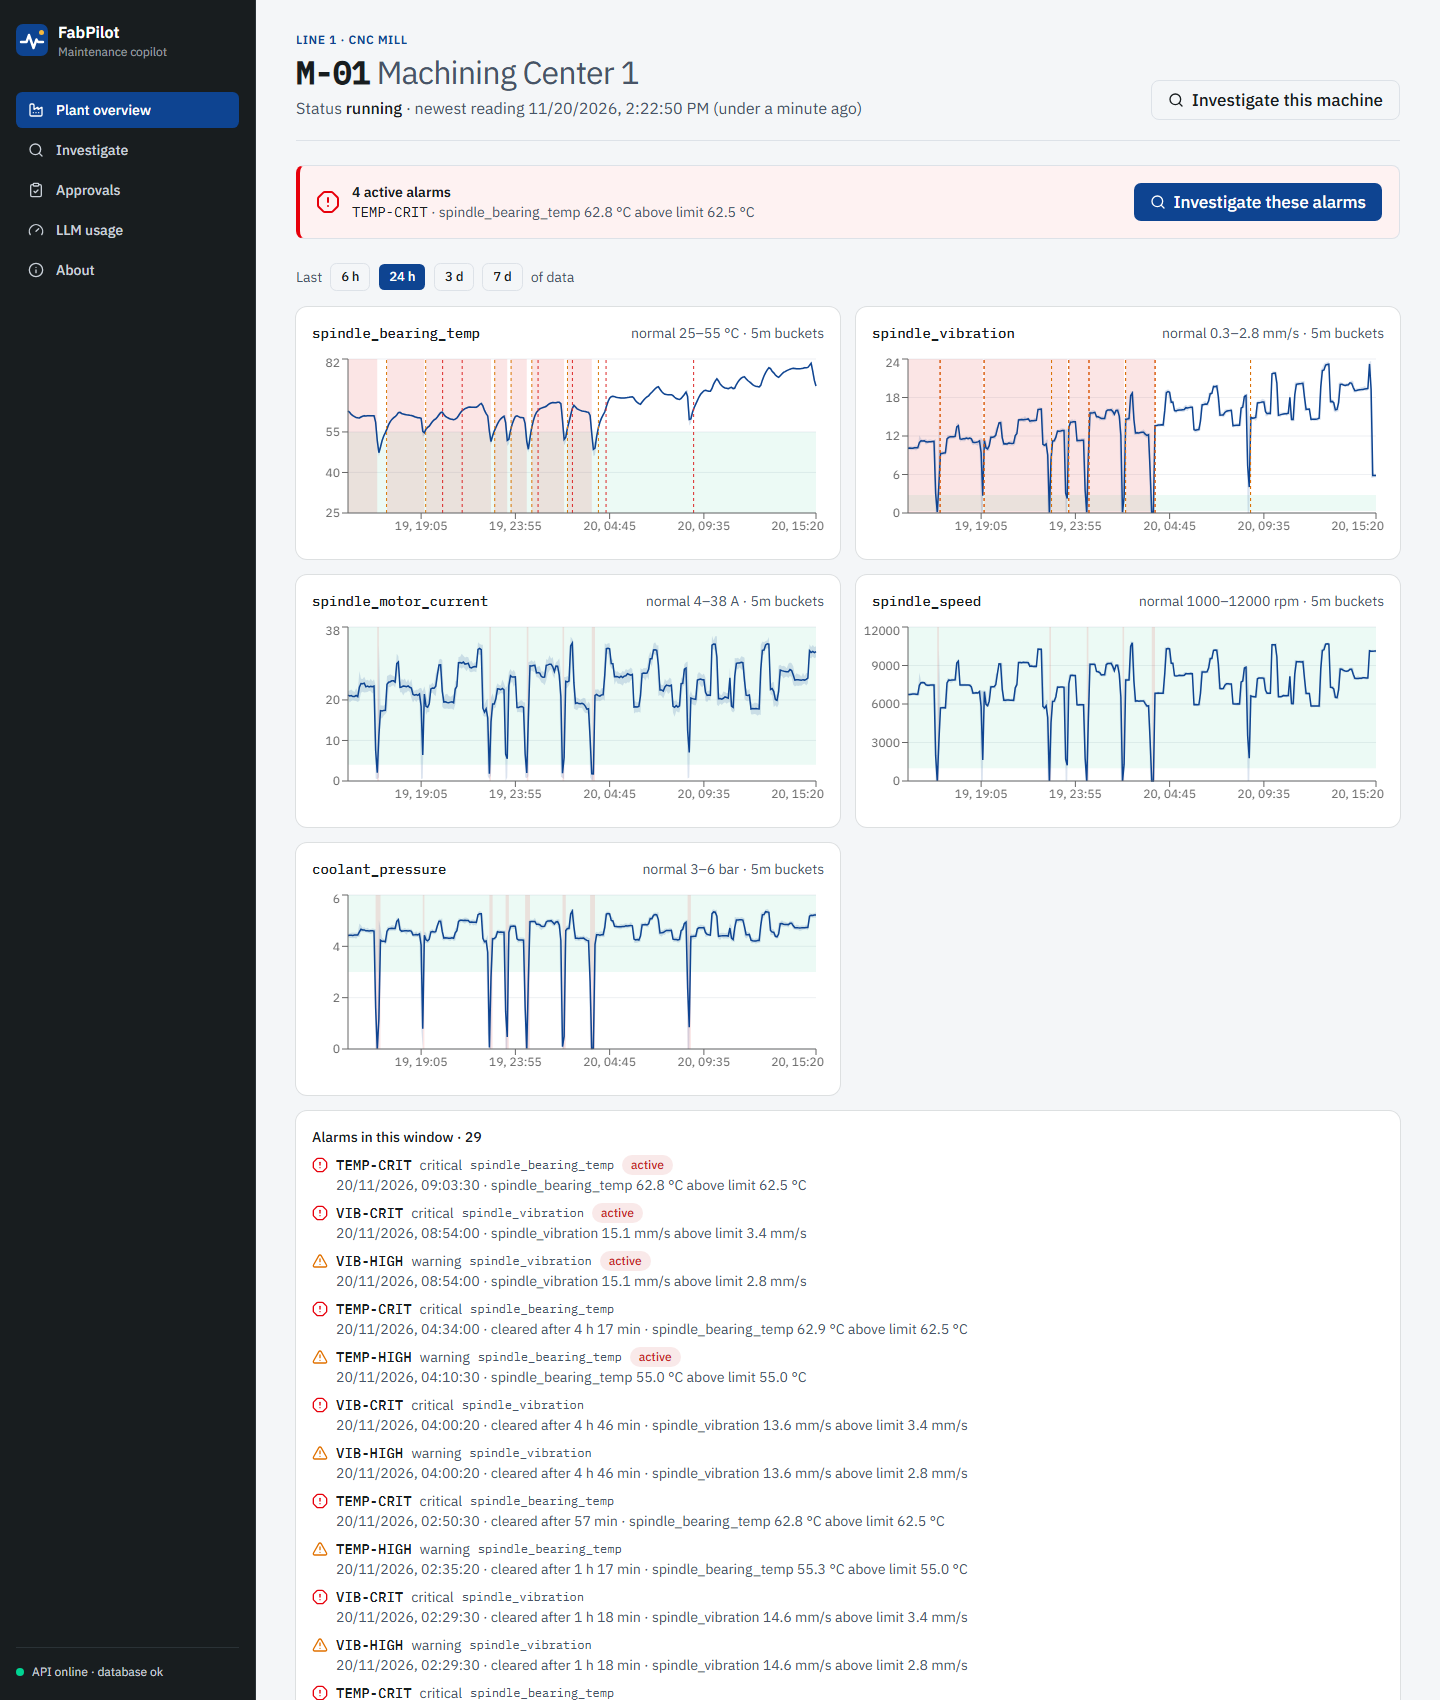 FabPilot
Maintenance copilot
Plant overview
Investigate
Approvals
LLM usage
About
API online · database ok
LINE 1 · CNC MILL
M-01 Machining Center 1
Status running · newest reading 11/20/2026, 2:22:50 PM (under a minute ago)
Investigate this machine
4 active alarms
TEMP-CRIT · spindle_bearing_temp 62.8 °C above limit 62.5 °C
Investigate these alarms
Last 6 h 24 h 3 d 7 d of data
spindle_bearing_temp normal 25–55 °C · 5m buckets
82
55
40
25
19, 19:05 19, 23:55 20, 04:45 20, 09:35 20, 15:20
spindle_vibration normal 0.3–2.8 mm/s · 5m buckets
24
18
12
6
0
19, 19:05 19, 23:55 20, 04:45 20, 09:35 20, 15:20
spindle_motor_current normal 4–38 A · 5m buckets
38
20
10
0
19, 19:05 19, 23:55 20, 04:45 20, 09:35 20, 15:20
spindle_speed normal 1000–12000 rpm · 5m buckets
12000
9000
6000
3000
0
19, 19:05 19, 23:55 20, 04:45 20, 09:35 20, 15:20
coolant_pressure normal 3–6 bar · 5m buckets
6
4
2
0
19, 19:05 19, 23:55 20, 04:45 20, 09:35 20, 15:20
Alarms in this window · 29
TEMP-CRIT critical spindle_bearing_temp active
20/11/2026, 09:03:30 · spindle_bearing_temp 62.8 °C above limit 62.5 °C
VIB-CRIT critical spindle_vibration active
20/11/2026, 08:54:00 · spindle_vibration 15.1 mm/s above limit 3.4 mm/s
VIB-HIGH warning spindle_vibration active
20/11/2026, 08:54:00 · spindle_vibration 15.1 mm/s above limit 2.8 mm/s
TEMP-CRIT critical spindle_bearing_temp
20/11/2026, 04:34:00 · cleared after 4 h 17 min · spindle_bearing_temp 62.9 °C above limit 62.5 °C
TEMP-HIGH warning spindle_bearing_temp active
20/11/2026, 04:10:30 · spindle_bearing_temp 55.0 °C above limit 55.0 °C
VIB-CRIT critical spindle_vibration
20/11/2026, 04:00:20 · cleared after 4 h 46 min · spindle_vibration 13.6 mm/s above limit 3.4 mm/s
VIB-HIGH warning spindle_vibration
20/11/2026, 04:00:20 · cleared after 4 h 46 min · spindle_vibration 13.6 mm/s above limit 2.8 mm/s
TEMP-CRIT critical spindle_bearing_temp
20/11/2026, 02:50:30 · cleared after 57 min · spindle_bearing_temp 62.8 °C above limit 62.5 °C
TEMP-HIGH warning spindle_bearing_temp
20/11/2026, 02:35:20 · cleared after 1 h 17 min · spindle_bearing_temp 55.3 °C above limit 55.0 °C
VIB-CRIT critical spindle_vibration
20/11/2026, 02:29:30 · cleared after 1 h 18 min · spindle_vibration 14.6 mm/s above limit 3.4 mm/s
VIB-HIGH warning spindle_vibration
20/11/2026, 02:29:30 · cleared after 1 h 18 min · spindle_vibration 14.6 mm/s above limit 2.8 mm/s
TEMP-CRIT critical spindle_bearing_temp